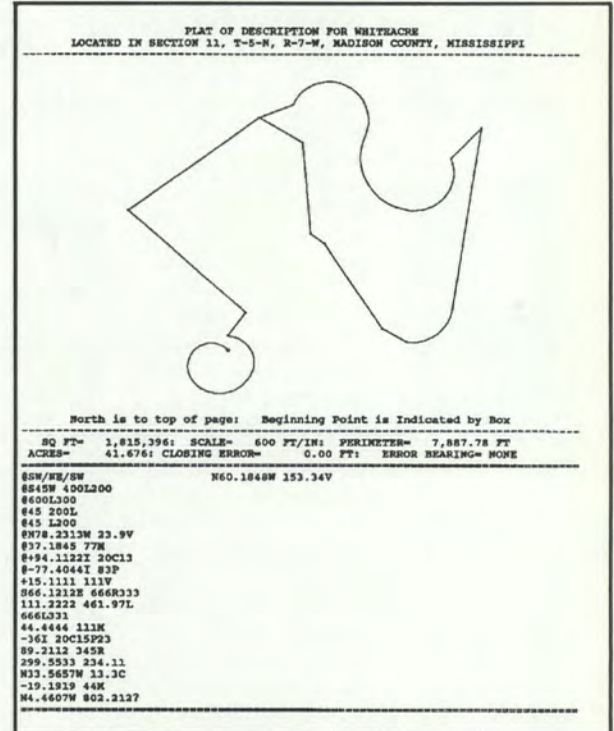 PLAT OF DESCRIPTION FOR WHITEACRE
LOCATED IN SECTION 11, T-5-N, R-7-W, MADISON COUNTY, MISSISSIPPI
North is to top of page: Beginning Point is Indicated by Box
SQ FT= 1,815,396: SCALE= 600 FT/IN: PERIMETER= 7,887.78 FT
ACRES= 41.676: CLOSING ERROR= 0.00 FT: ERROR BEARING= NONE
@SW/NE/SW N60.1848W 153.34V
@S45W 400L200
@600L300
@45 200L
@45 L200
@N78.2313W 23.9V
@37.1845 77M
@+94.1122I 20C13
@-77.4044I 83P
+15.1111 111V
S66.1212E 666R333
111.2222 461.97L
666L331
44.4444 111K
-36I 20C15P23
89.2112 345R
299.5533 234.11
N33.5657W 13.3C
-19.1919 44K
N4.4607W 802.2127